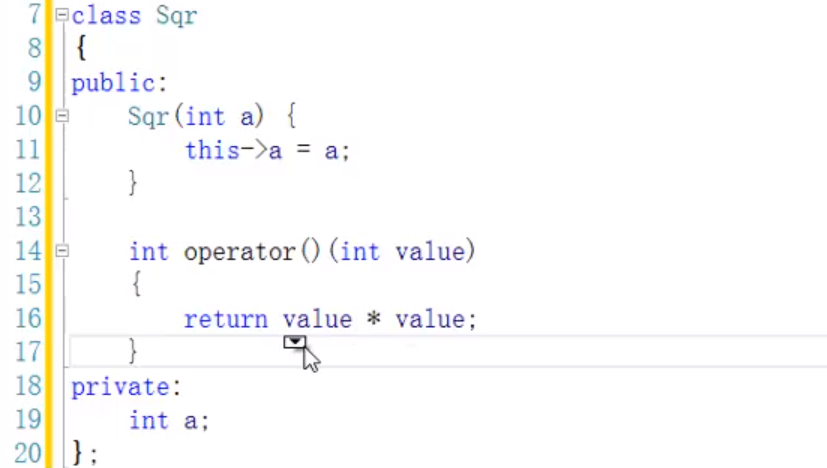 7 class Sqr
8 {
9 public:
10     Sqr(int a) {
11         this->a = a;
12     }
13
14     int operator()(int value)
15     {
16         return value * value;
17     }
18 private:
19     int a;
20 };